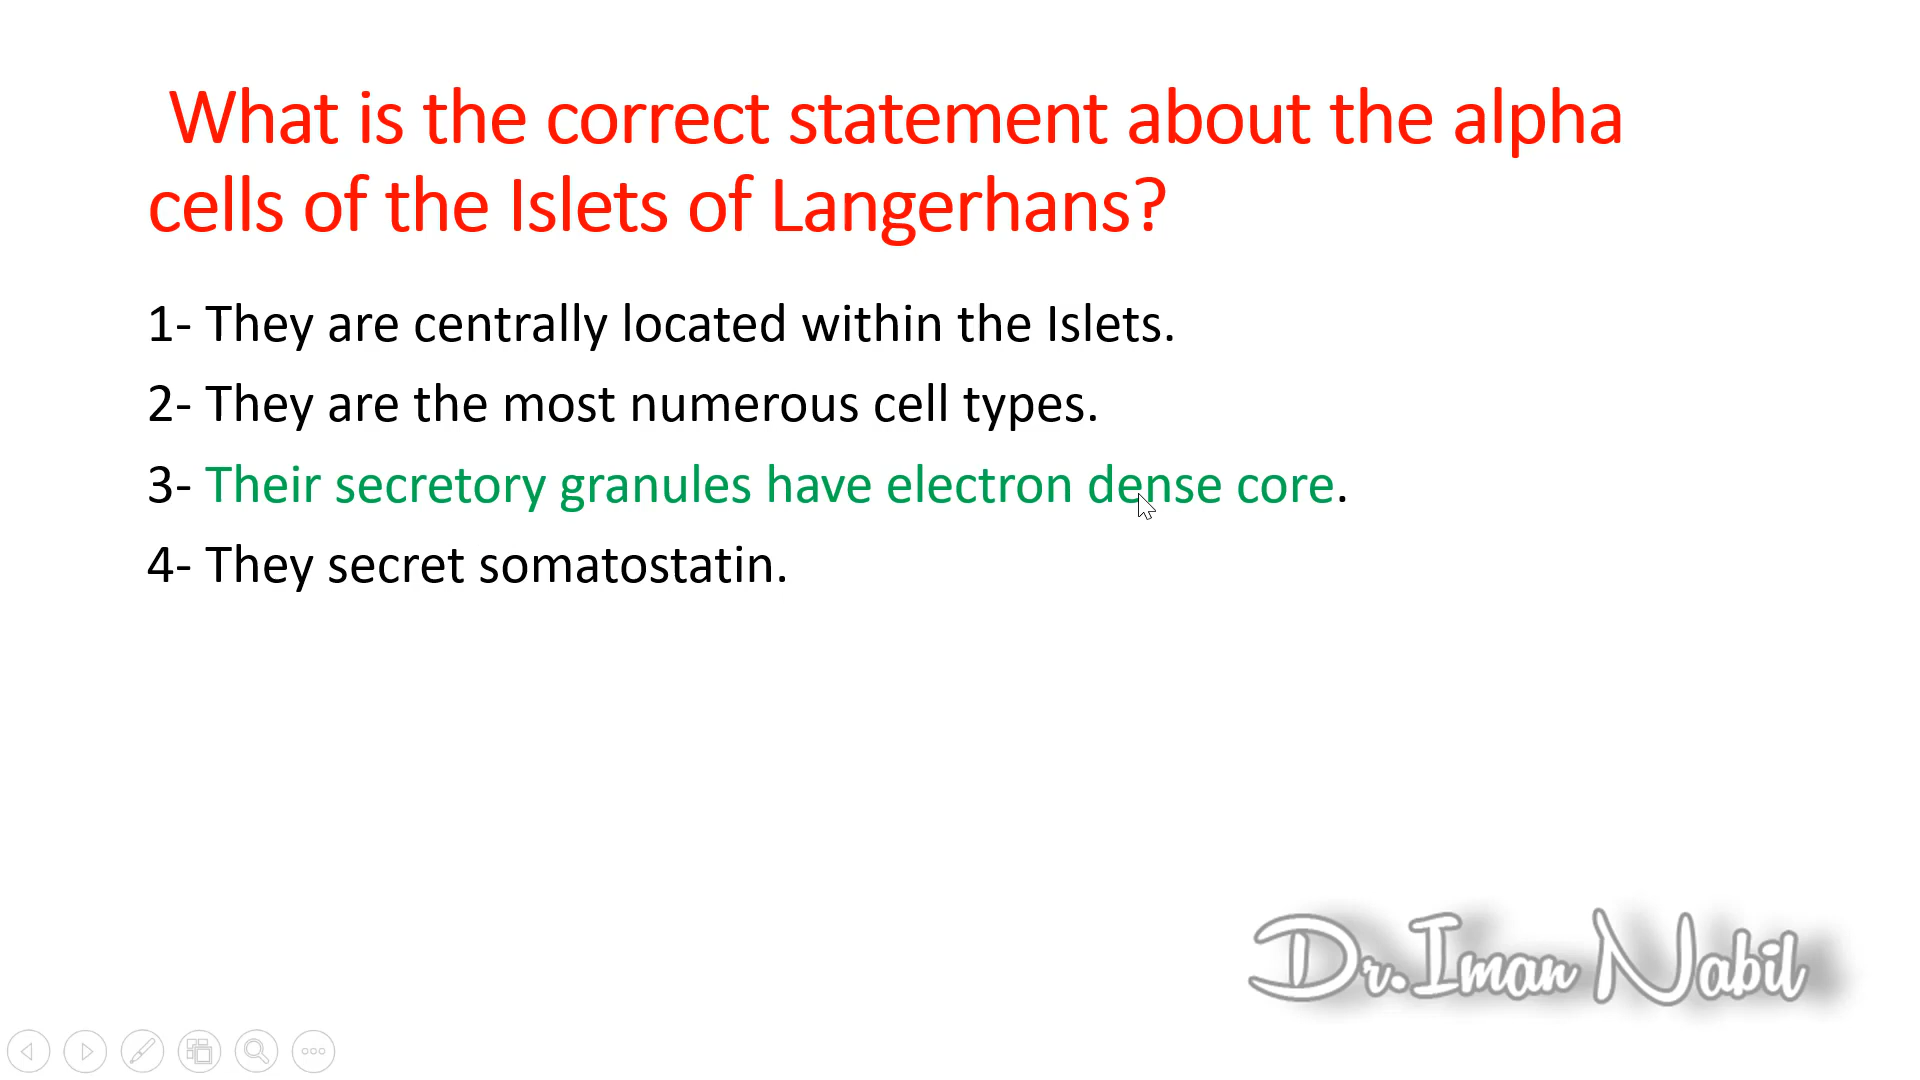 What is the correct statement about the alpha
cells of the Islets of Langerhans?
1- They are centrally located within the Islets.
2- They are the most numerous cell types.
3- Their secretory granules have electron dense core.
4- They secret somatostatin.
Dr.Iman Nabil